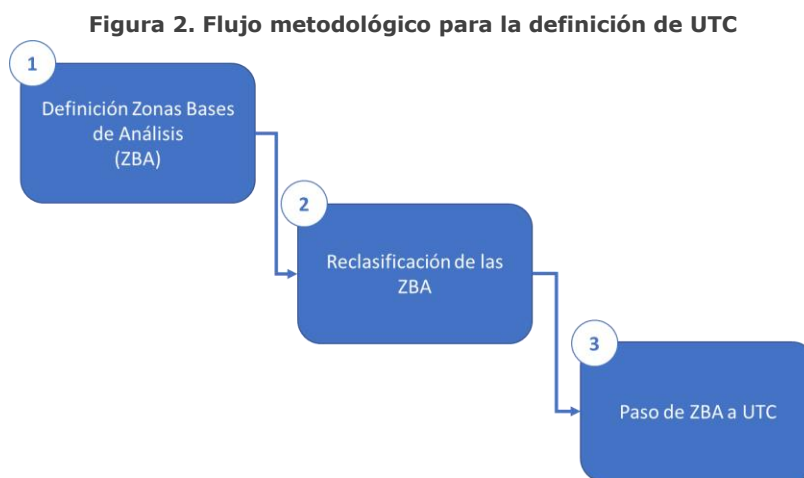 Figura 2. Flujo metodológico para la definición de UTC
1
Definición Zonas Bases
de Análisis
(ZBA)
2
Reclasificación de las
ZBA
3
Paso de ZBA a UTC